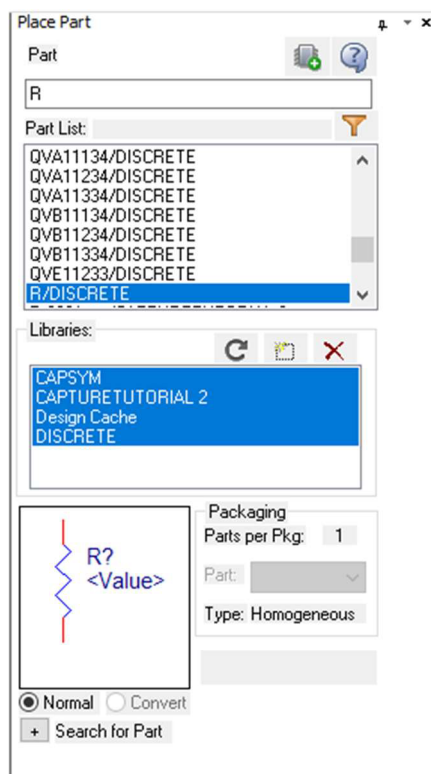 Place Part
Part
R
Part List:
QVA11134/DISCRETE
QVA11234/DISCRETE
QVA11334/DISCRETE
QVB11134/DISCRETE
QVB11234/DISCRETE
QVB11334/DISCRETE
QVE11233/DISCRETE
R/DISCRETE
Libraries:
CAPSYM
CAPTURETUTORIAL 2
Design Cache
DISCRETE
R?
<Value>
Packaging
Parts per Pkg: 1
Part:
Type: Homogeneous
Normal Convert
+ Search for Part